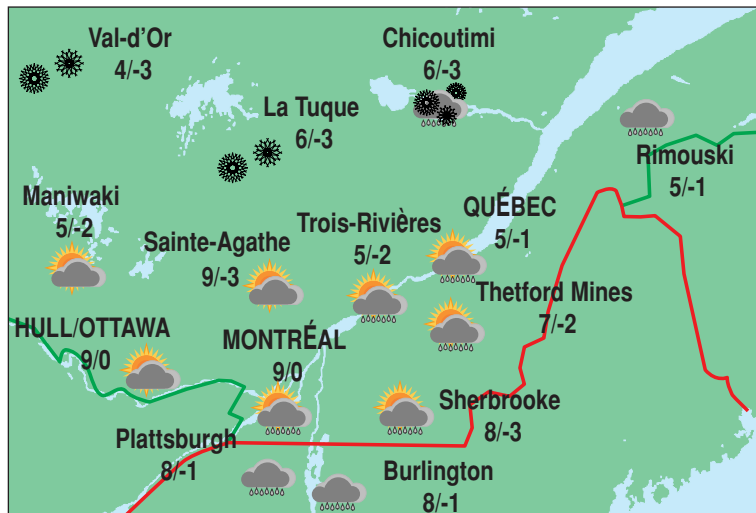 Val-d'Or
4/-3
Chicoutimi
6/-3
La Tuque
6/-3
Rimouski
5/-1
Maniwaki
5/-2
Sainte-Agathe
9/-3
Trois-Rivières
5/-2
QUÉBEC
5/-1
Thetford Mines
7/-2
HULL/OTTAWA
9/0
MONTRÉAL
9/0
Sherbrooke
8/-3
Plattsburgh
8/-1
Burlington
8/-1